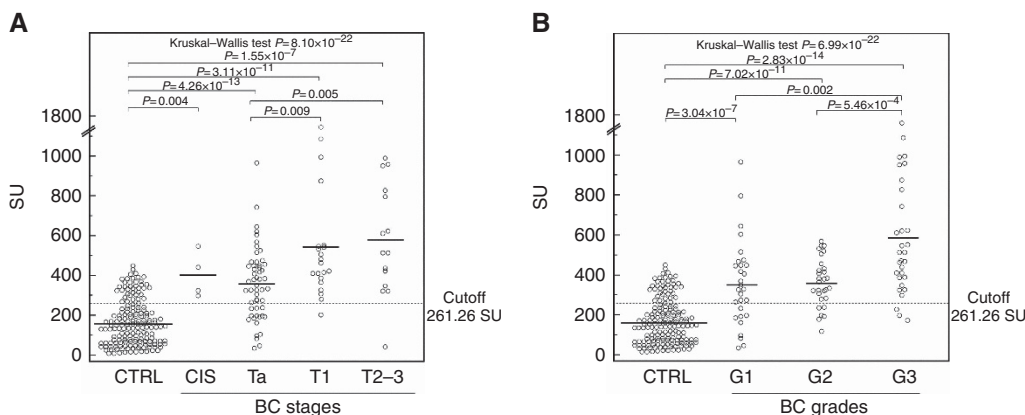 A
Kruskal–Wallis test P=8.10×10−22
P=1.55×10−7
P=3.11×10−11
P=4.26×10−13
P=0.004
P=0.005
P=0.009
1800
1000
800
600
400
200
0
SU
Cutoff
261.26 SU
CTRL CIS Ta T1 T2–3
BC stages
B
Kruskal–Wallis test P=6.99×10−22
P=2.83×10−14
P=7.02×10−11
P=0.002
P=3.04×10−7
P=5.46×10−4
1800
1000
800
600
400
200
0
SU
Cutoff
261.26 SU
CTRL G1 G2 G3
BC grades